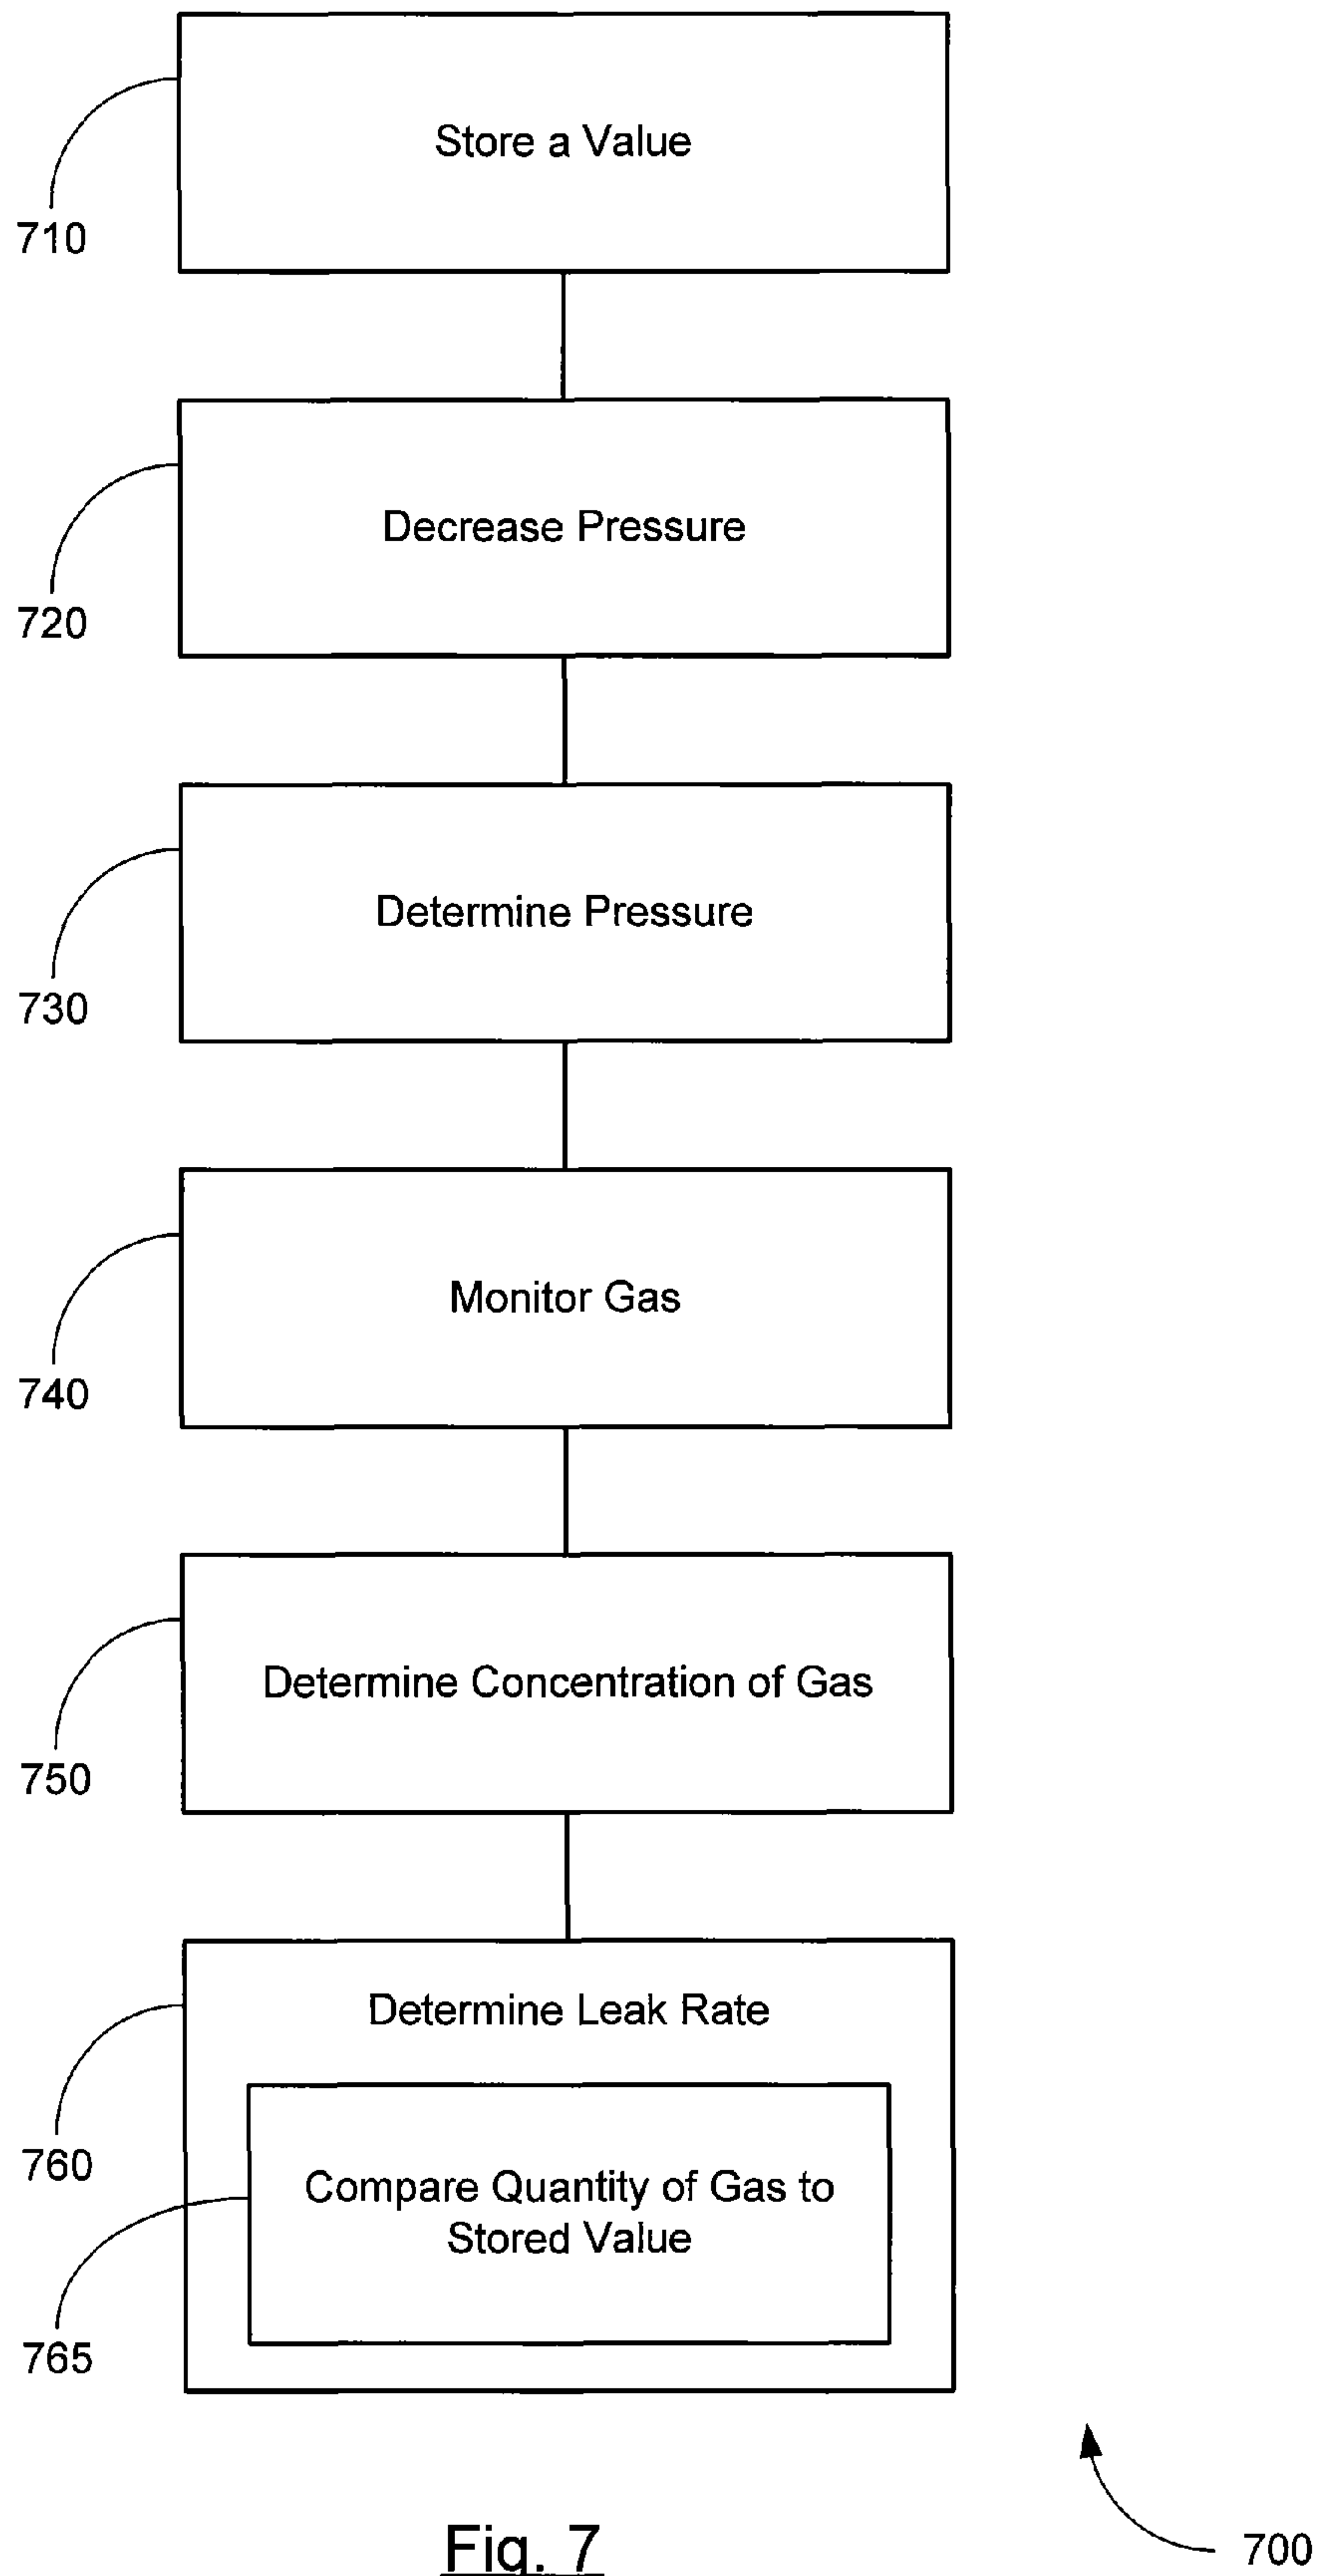 Store a Value
710
Decrease Pressure
720
Determine Pressure
730
Monitor Gas
740
Determine Concentration of Gas
750
Determine Leak Rate
760
Compare Quantity of Gas to
Stored Value
765
Fig. 7
700